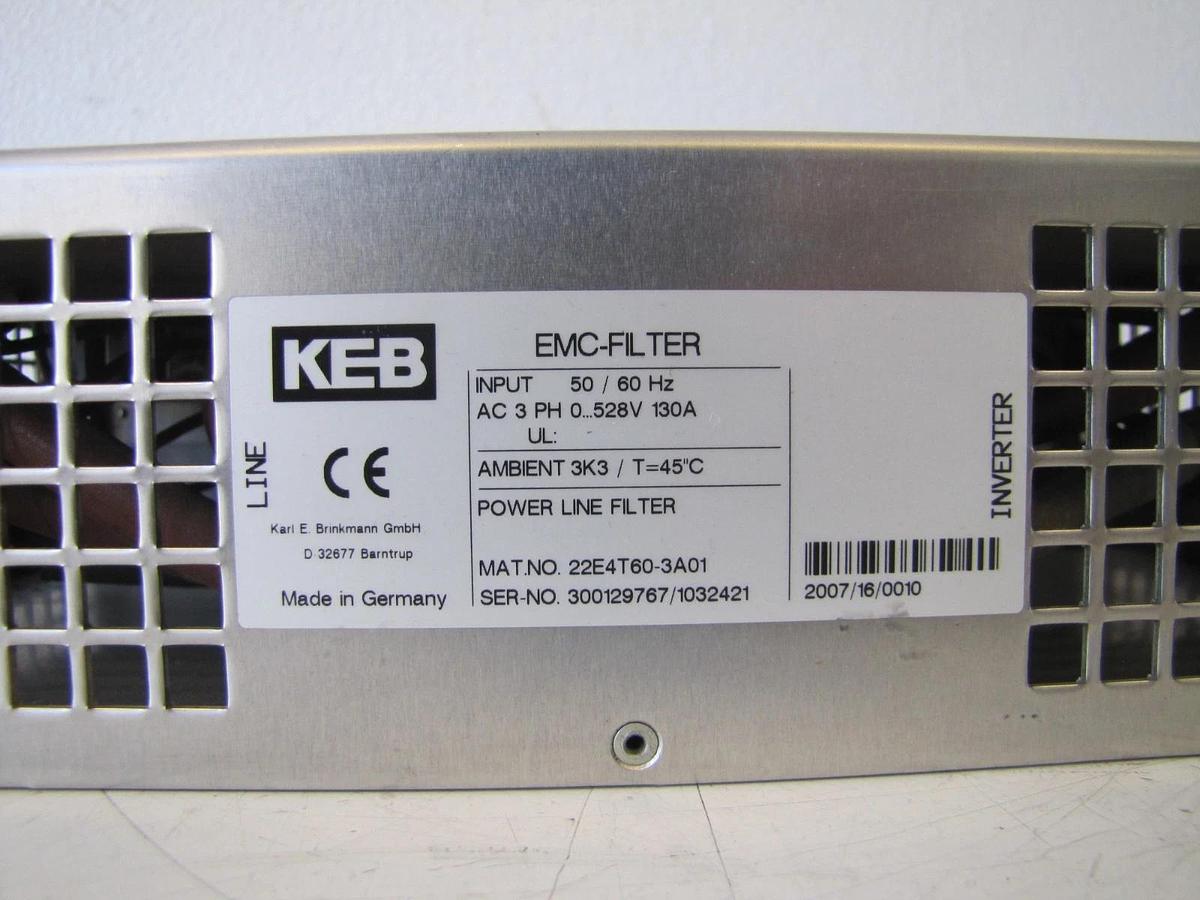 KEB
CE
LINE
Karl E. Brinkmann GmbH
D 32677 Barntrup
Made in Germany
EMC-FILTER
INPUT 50 / 60 Hz
AC 3 PH 0...528V 130A
UL: -
AMBIENT 3K3 / T=45"C
POWER LINE FILTER
MAT.NO. 22E4T60-3A01
SER-NO. 300129767/1032421
INVERTER
2007/16/0010